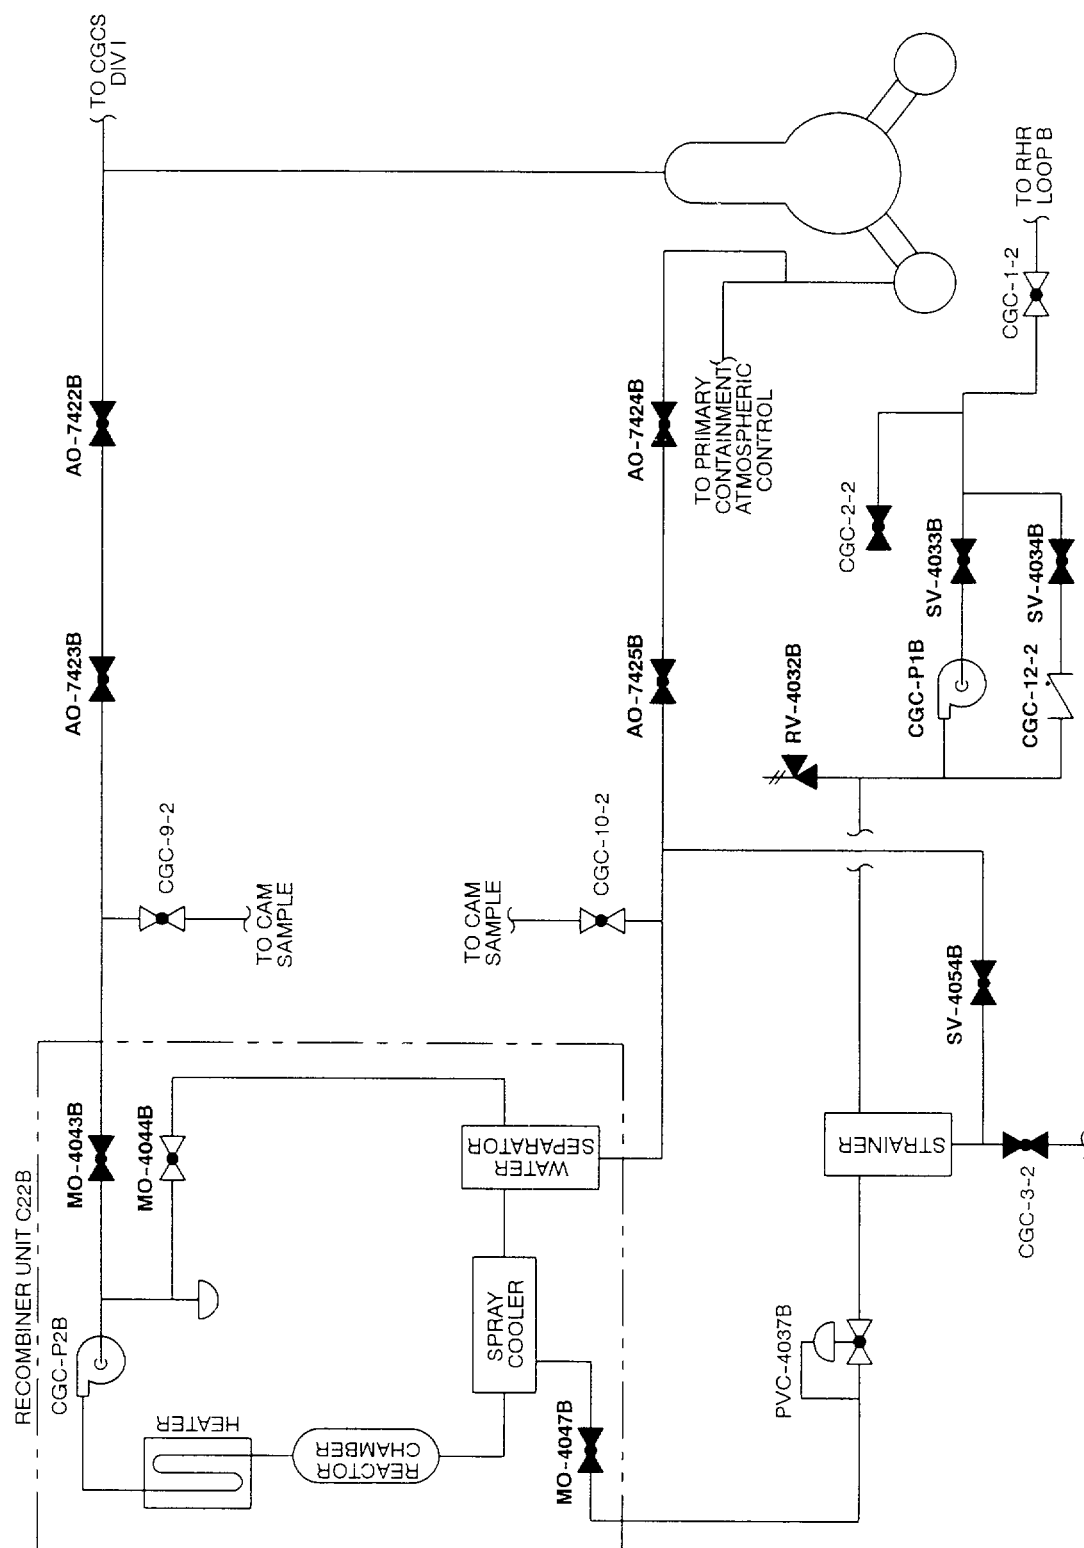 TO CGCS
DIV I
AO-7422B
AO-7423B
CGC-9-2
TO CAM
SAMPLE
RECOMBINER UNIT C22B
MO-4043B
MO-4044B
CGC-P2B
HEATER
REACTOR
CHAMBER
SPRAY
COOLER
WATER
SEPARATOR
MO-4047B
TO CAM
SAMPLE
CGC-10-2
AO-7424B
AO-7425B
TO PRIMARY
CONTAINMENT
ATMOSPHERIC
CONTROL
TO RHR
LOOP B
CGC-1-2
CGC-2-2
SV-4033B
SV-4034B
CGC-P1B
CGC-12-2
RV-4032B
SV-4054B
STRAINER
CGC-3-2
PVC-4037B